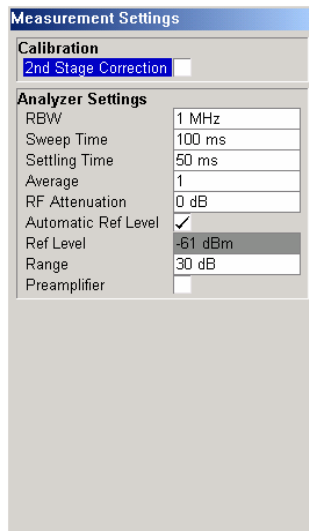 Measurement Settings
Calibration
2nd Stage Correction
Analyzer Settings
RBW 1 MHz
Sweep Time 100 ms
Settling Time 50 ms
Average 1
RF Attenuation 0 dB
Automatic Ref Level
Ref Level -61 dBm
Range 30 dB
Preamplifier